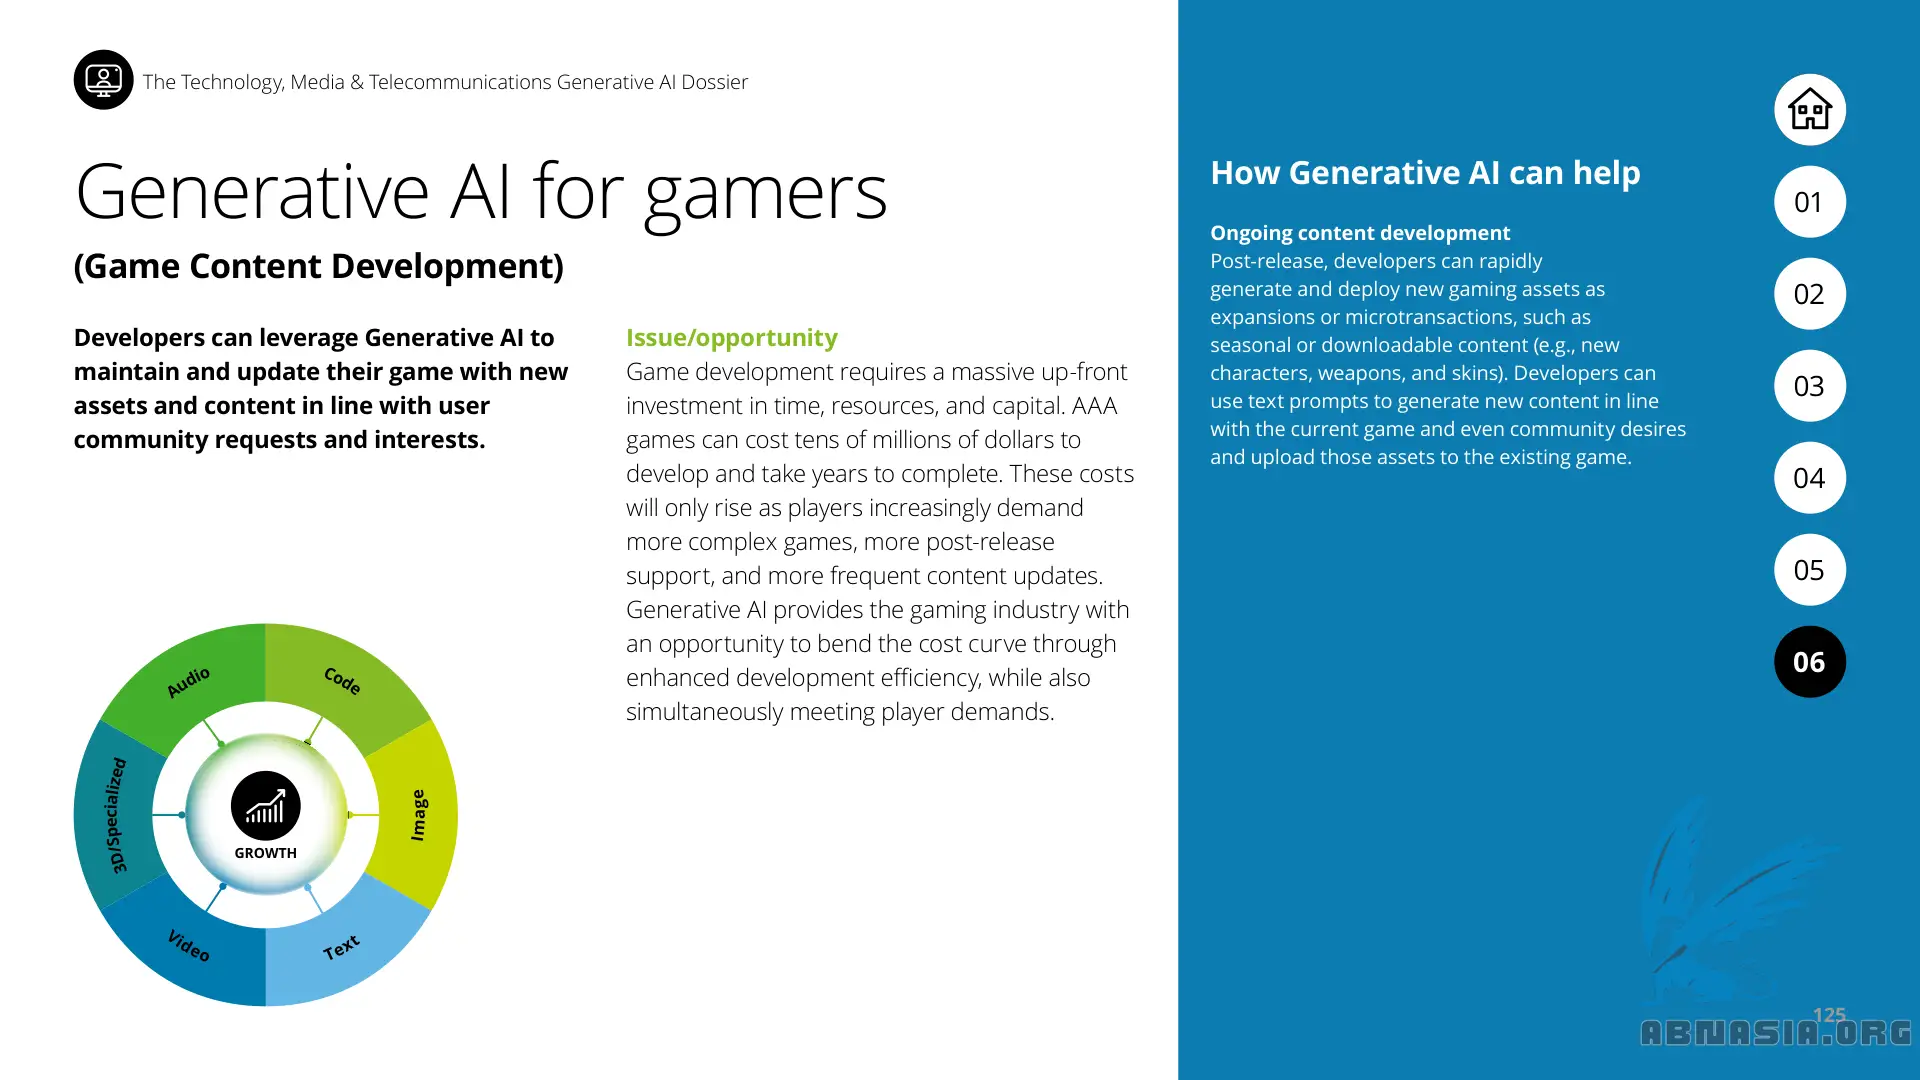 The Technology, Media & Telecommunications Generative AI Dossier
Generative AI for gamers
(Game Content Development)
Developers can leverage Generative AI to
maintain and update their game with new
assets and content in line with user
community requests and interests.
Audio
Code
3D/Specialized
Image
GROWTH
Video
Text
Issue/opportunity
Game development requires a massive up-front
investment in time, resources, and capital. AAA
games can cost tens of millions of dollars to
develop and take years to complete. These costs
will only rise as players increasingly demand
more complex games, more post-release
support, and more frequent content updates.
Generative AI provides the gaming industry with
an opportunity to bend the cost curve through
enhanced development efficiency, while also
simultaneously meeting player demands.
How Generative AI can help
Ongoing content development
Post-release, developers can rapidly
generate and deploy new gaming assets as
expansions or microtransactions, such as
seasonal or downloadable content (e.g., new
characters, weapons, and skins). Developers can
use text prompts to generate new content in line
with the current game and even community desires
and upload those assets to the existing game.
01
02
03
04
05
06
125
ABNASIA.ORG